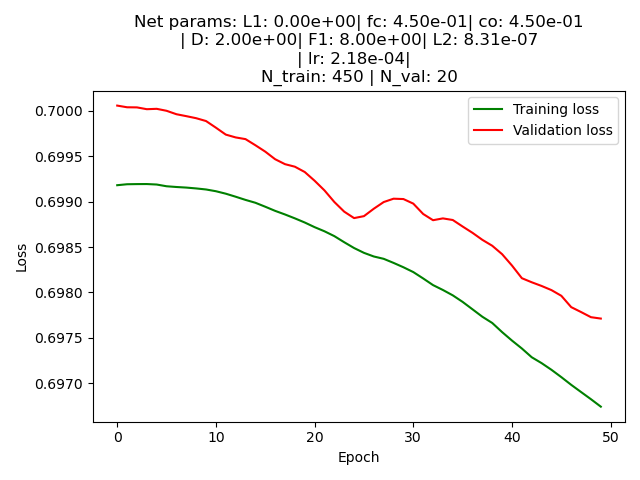 Net params: L1: 0.00e+00| fc: 4.50e-01| co: 4.50e-01
| D: 2.00e+00| F1: 8.00e+00| L2: 8.31e-07
| lr: 2.18e-04|
N_train: 450 | N_val: 20
Training loss
Validation loss
0.7000
0.6995
0.6990
0.6985
0.6980
0.6975
0.6970
Loss
0 10 20 30 40 50
Epoch